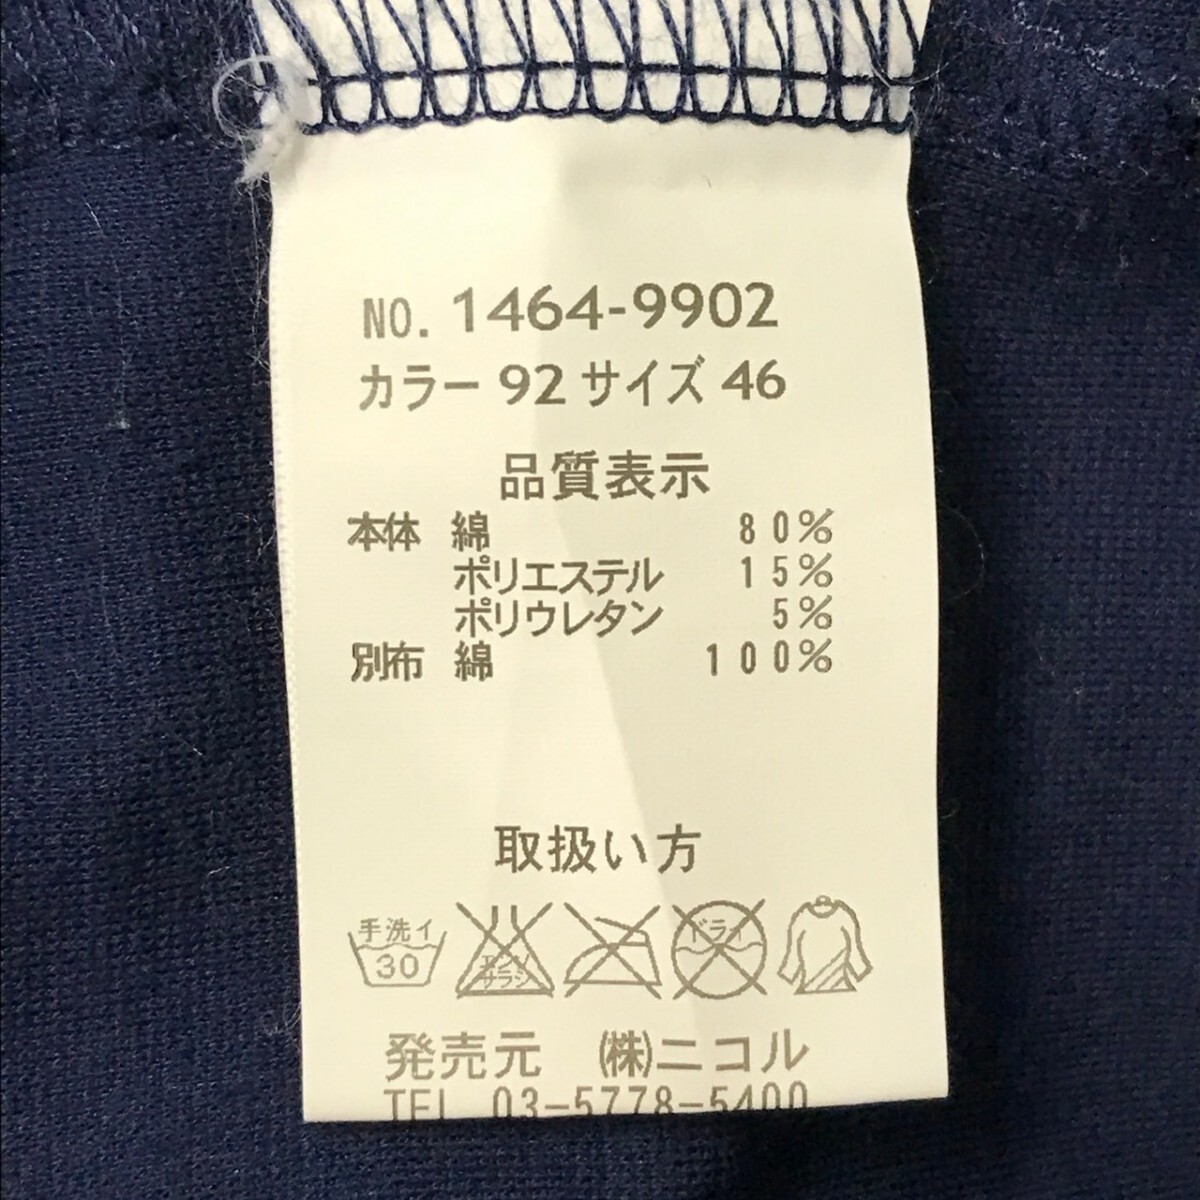 NO. 1464-9902
カラー 92 サイズ 46
品質表示
本体 綿 80%
ポリエステル 15%
ポリウレタン 5%
別布 綿 100%
取扱い方
手洗イ
30
エンソ
サラシ
ドライ
発売元 (株)ニコル
TEL 03-5778-5400